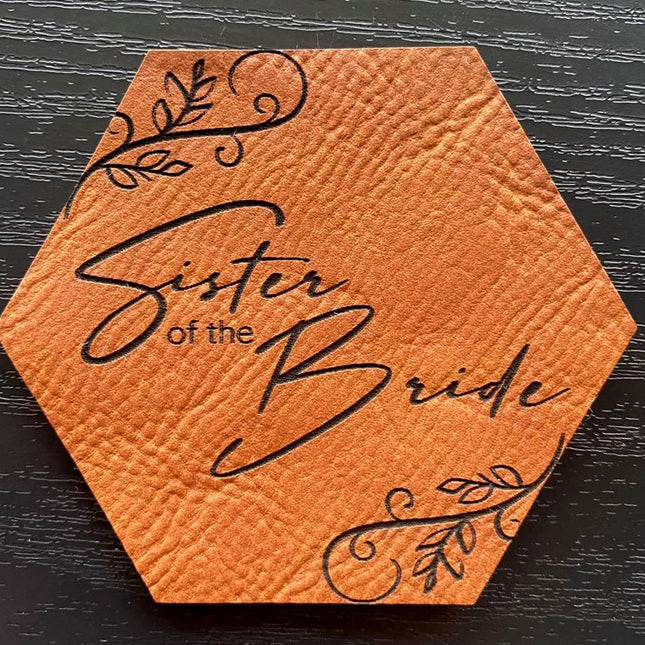 Sister
of the
Bride